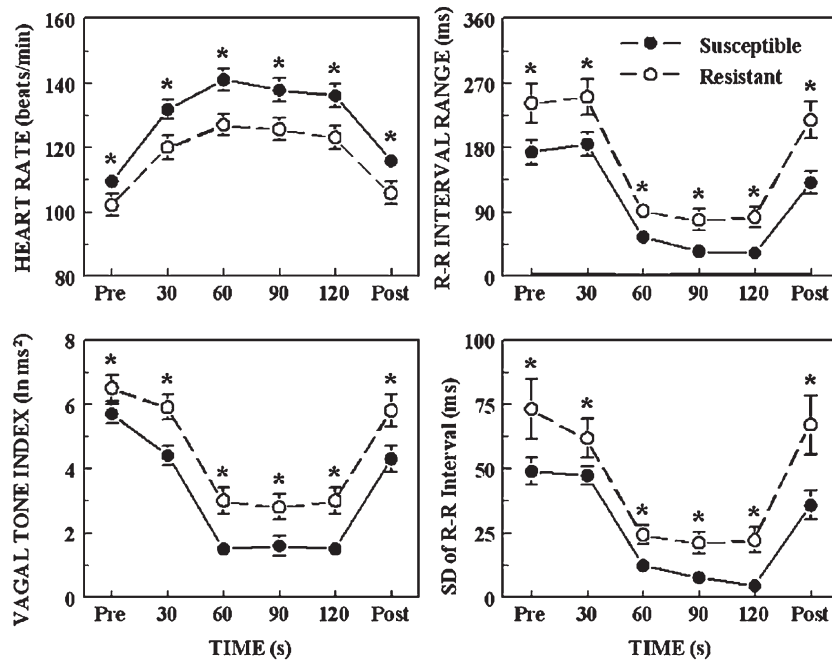 HEART RATE (beats/min)
160
140
120
100
80
* * * * * *
Pre 30 60 90 120 Post
R-R INTERVAL RANGE (ms)
360
270
180
90
0
Susceptible
Resistant
* * * * * *
Pre 30 60 90 120 Post
VAGAL TONE INDEX (ln ms²)
8
6
4
2
0
* * * * * *
Pre 30 60 90 120 Post
TIME (s)
SD of R-R Interval (ms)
100
75
50
25
0
* * * * * *
Pre 30 60 90 120 Post
TIME (s)